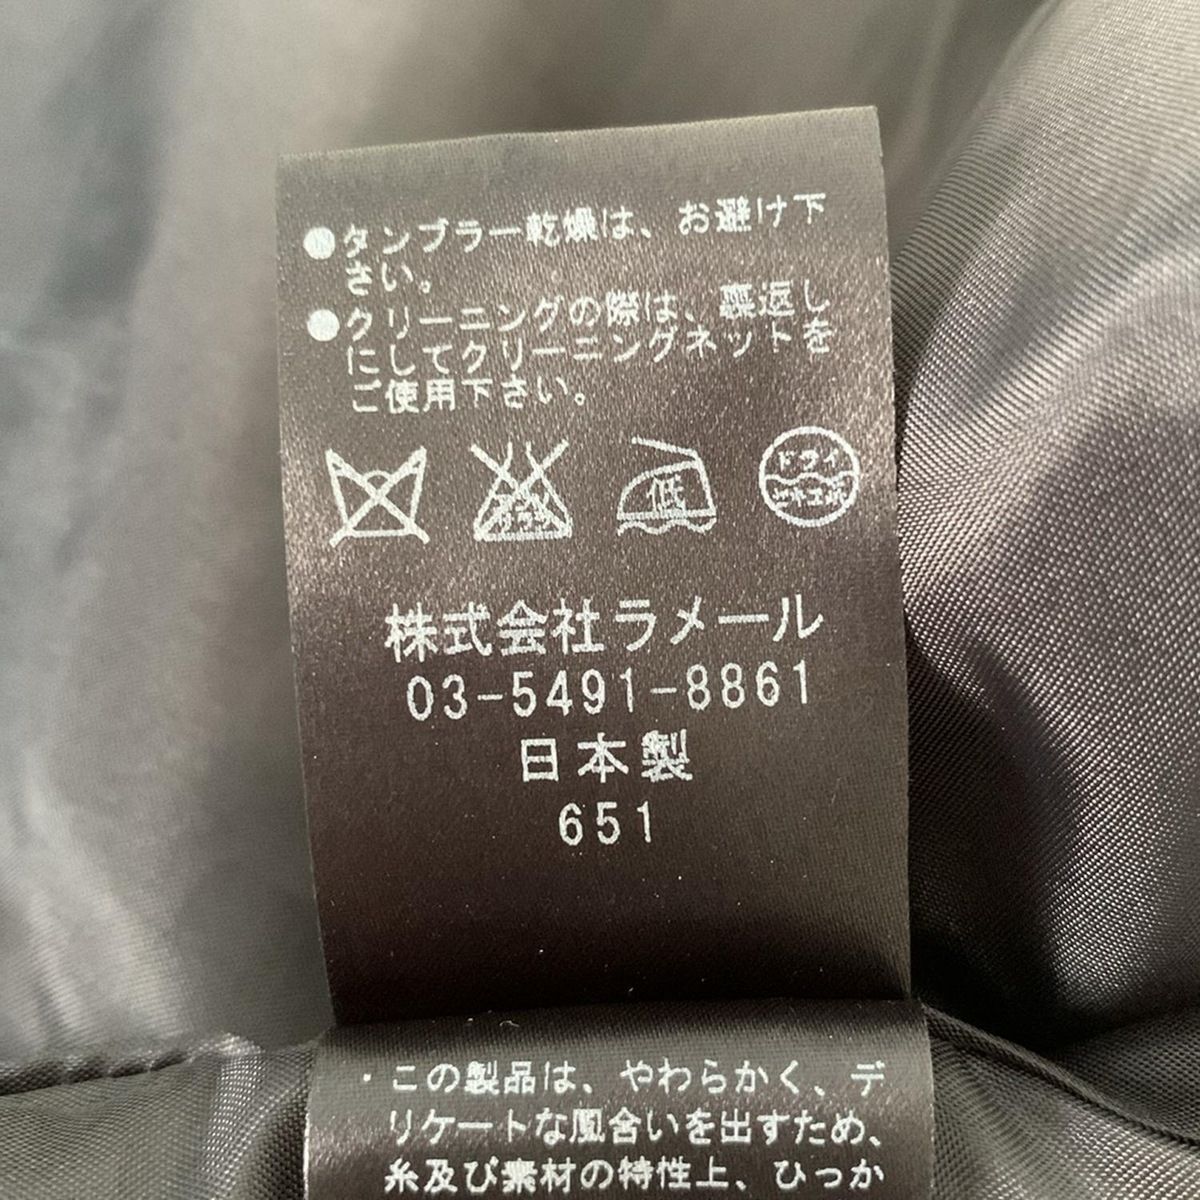 ●タンブラー乾燥は、お避け下
さい。
●クリーニングの際は、裏返し
にしてクリーニングネットを
ご使用下さい。
低
ドライ
株式会社ラメール
03-5491-8861
日本製
651
・この製品は、やわらかく、デ
リケートな風合いを出すため、
糸及び素材の特性上、ひっか